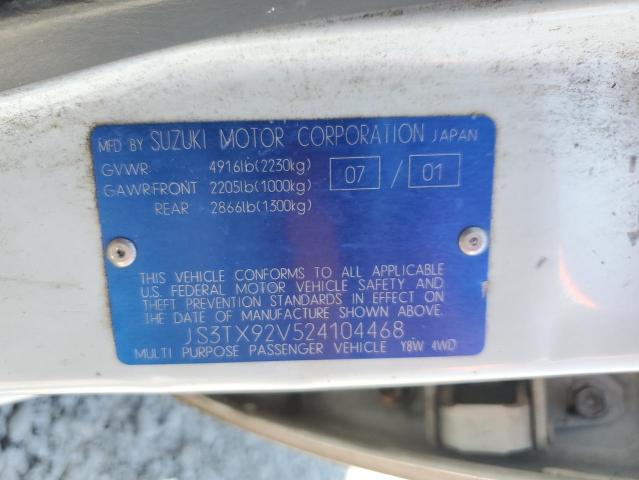 MFD BY SUZUKI MOTOR CORPORATION JAPAN
GVWR: 4916lb(2230kg) 07 / 01
GAWR:FRONT 2205lb(1000kg)
REAR 2866lb(1300kg)
THIS VEHICLE CONFORMS TO ALL APPLICABLE
U.S. FEDERAL MOTOR VEHICLE SAFETY AND
THEFT PREVENTION STANDARDS IN EFFECT ON
THE DATE OF MANUFACTURE SHOWN ABOVE.
JS3TX92V524104468
MULTI PURPOSE PASSENGER VEHICLE Y8W 4WD